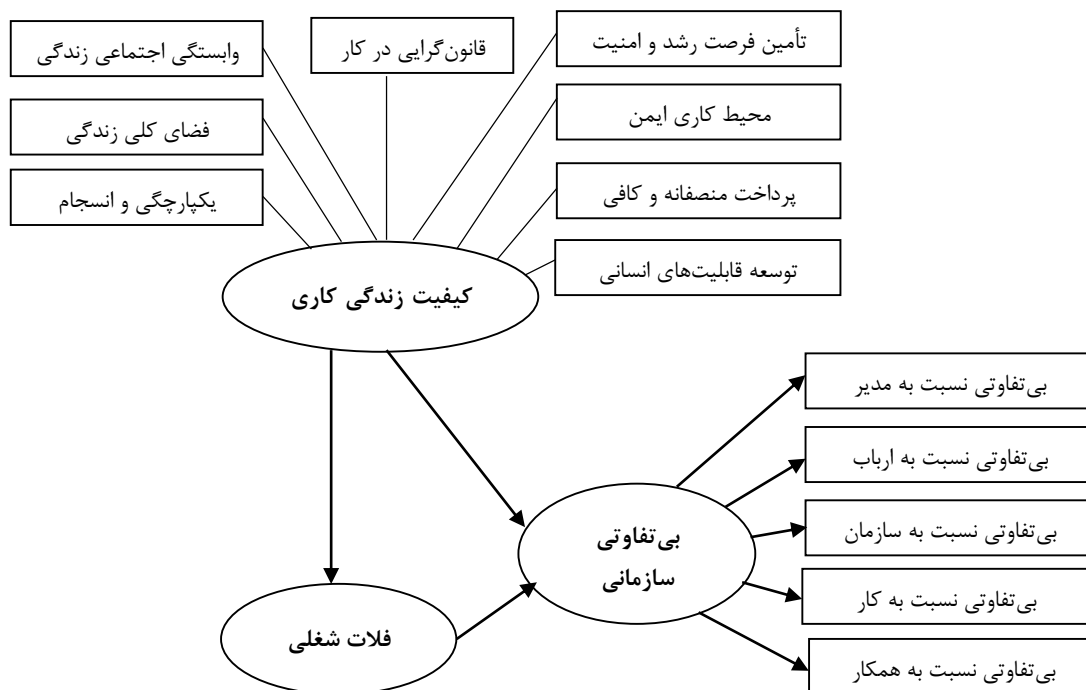 وابستگی اجتماعی زندگی
قانون‌گرایی در کار
تأمین فرصت رشد و امنیت
فضای کلی زندگی
محیط کاری ایمن
یکپارچگی و انسجام
پرداخت منصفانه و کافی
توسعه قابلیت‌های انسانی
کیفیت زندگی کاری
بی‌تفاوتی نسبت به مدیر
بی‌تفاوتی نسبت به ارباب
بی‌تفاوتی نسبت به سازمان
بی‌تفاوتی
سازمانی
بی‌تفاوتی نسبت به کار
فلات شغلی
بی‌تفاوتی نسبت به همکار